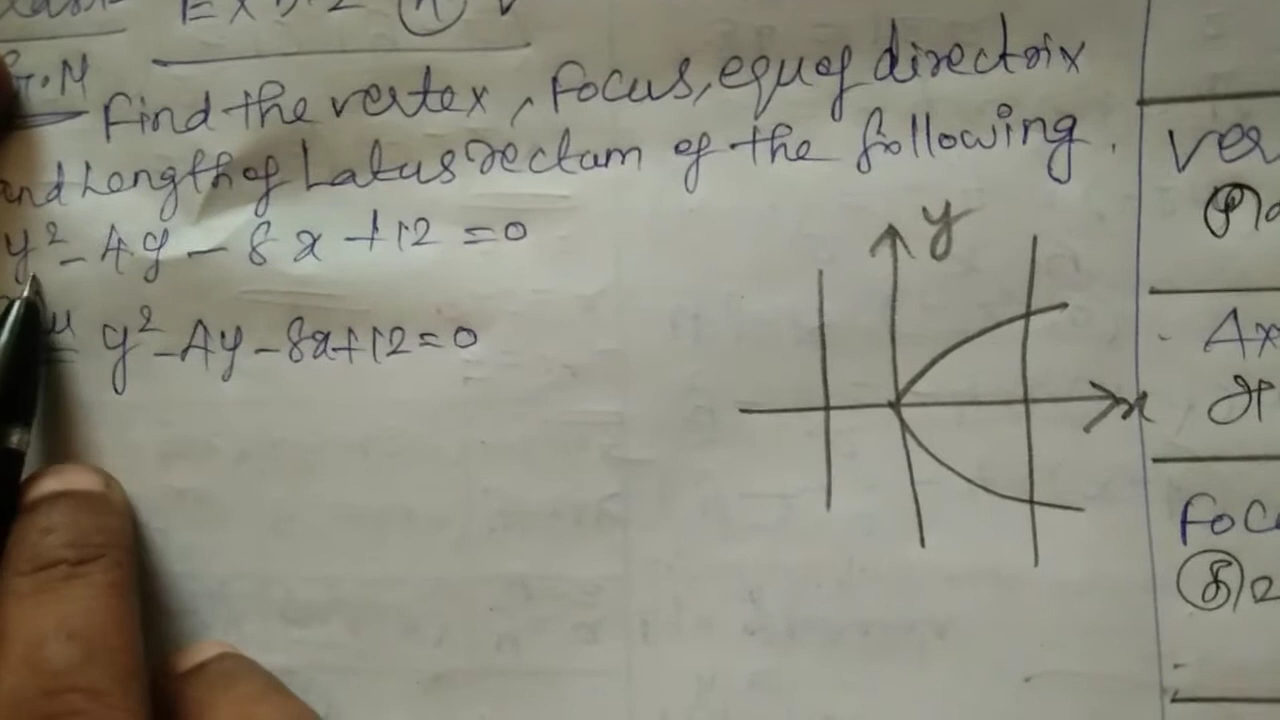 Find the vertex, Focus, equ of directrix
and Length of Latus rectum of the following.
y² - 4y - 8x + 12 = 0
y² - 4y - 8x + 12 = 0
y
x
Ver
Ax
Foc